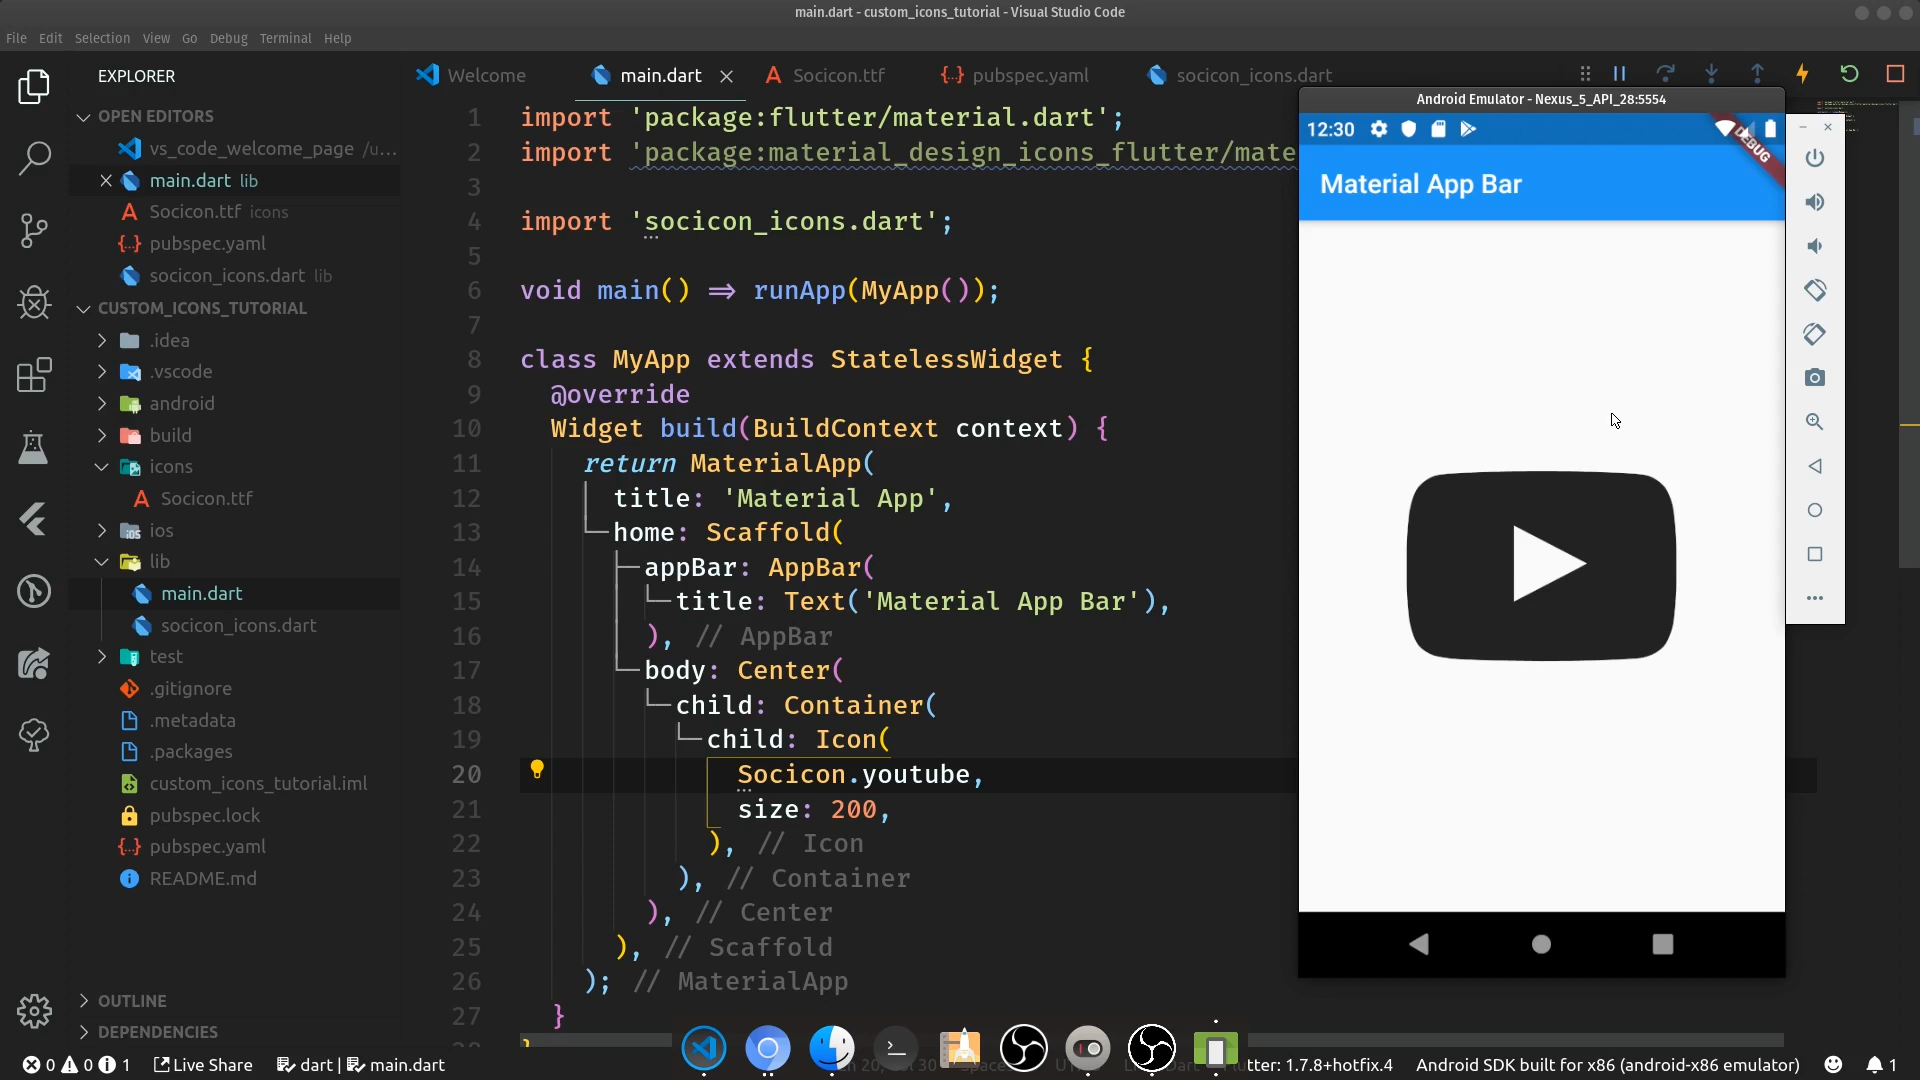 main.dart - custom_icons_tutorial - Visual Studio Code
File Edit Selection View Go Debug Terminal Help
EXPLORER
OPEN EDITORS
vs_code_welcome_page /u...
main.dart lib
Socicon.ttf icons
pubspec.yaml
socicon_icons.dart lib
CUSTOM_ICONS_TUTORIAL
.idea
.vscode
android
build
icons
Socicon.ttf
ios
lib
main.dart
socicon_icons.dart
test
.gitignore
.metadata
.packages
custom_icons_tutorial.iml
pubspec.lock
pubspec.yaml
README.md
OUTLINE
DEPENDENCIES
Welcome main.dart Socicon.ttf pubspec.yaml socicon_icons.dart
1 import 'package:flutter/material.dart';
2 import 'package:material_design_icons_flutter/mate
3
4 import 'socicon_icons.dart';
5
6 void main() => runApp(MyApp());
7
8 class MyApp extends StatelessWidget {
9 @override
10 Widget build(BuildContext context) {
11 return MaterialApp(
12 title: 'Material App',
13 home: Scaffold(
14 appBar: AppBar(
15 title: Text('Material App Bar'),
16 ), // AppBar
17 body: Center(
18 child: Container(
19 child: Icon(
20 Socicon.youtube,
21 size: 200,
22 ), // Icon
23 ), // Container
24 ), // Center
25 ), // Scaffold
26 ); // MaterialApp
27 }
Android Emulator - Nexus_5_API_28:5554
12:30
DEBUG
Material App Bar
0 0 1 Live Share dart | main.dart
tter: 1.7.8+hotfix.4 Android SDK built for x86 (android-x86 emulator) 1